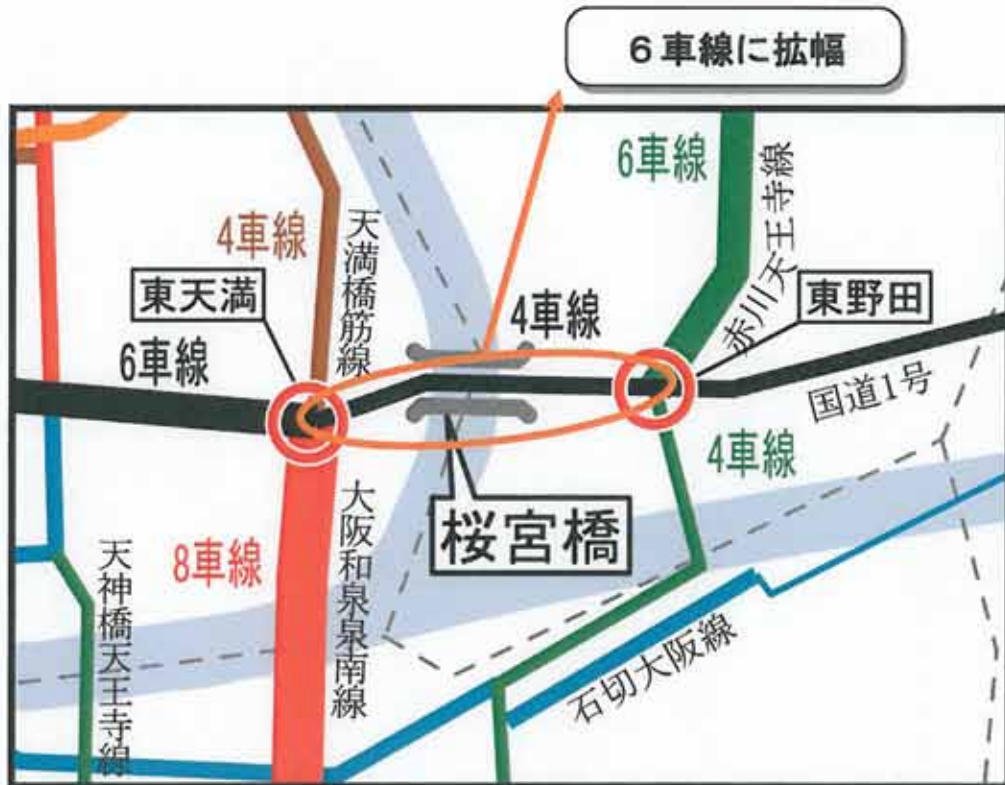 6車線に拡幅
6車線
4車線
天満橋筋線
赤川天王寺線
東天満
4車線
東野田
6車線
国道1号
4車線
桜宮橋
8車線
大阪和泉泉南線
天神橋天王寺線
石切大阪線